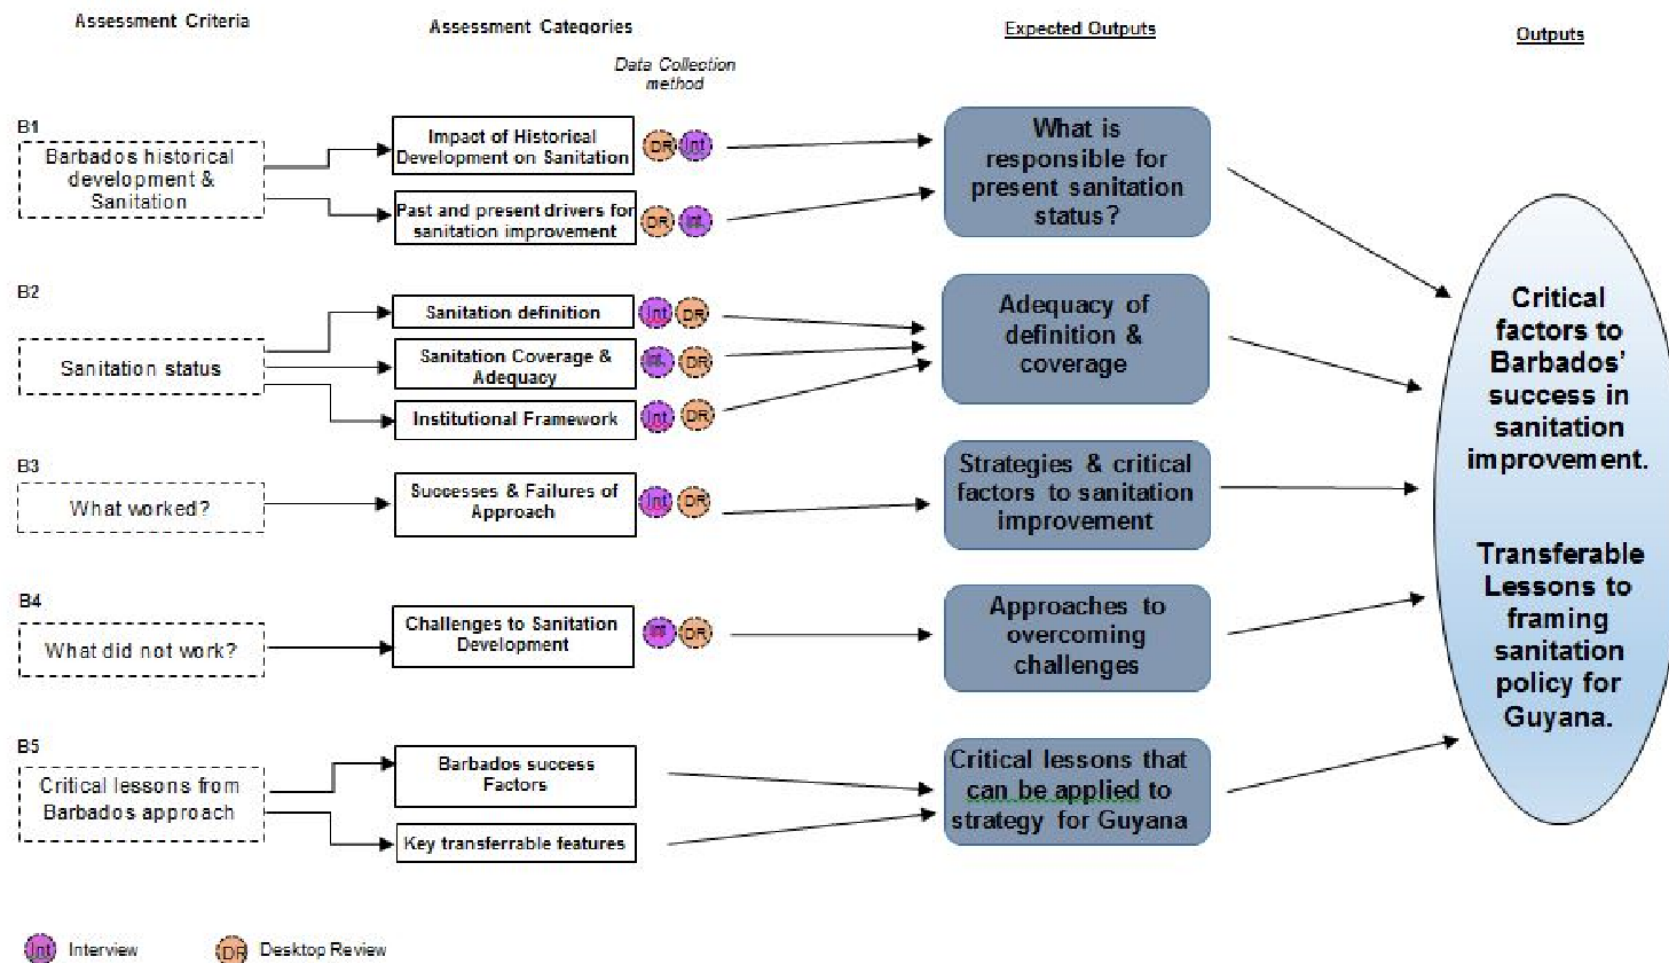 Assessment Criteria
Assessment Categories
Data Collection
method
Expected Outputs
Outputs
B1
Barbados historical
development &
Sanitation
Impact of Historical
Development on Sanitation
DR Int
Past and present drivers for
sanitation improvement
DR Int
What is
responsible for
present sanitation
status?
B2
Sanitation status
Sanitation definition
Int DR
Sanitation Coverage &
Adequacy
Int DR
Institutional Framework
Int DR
Adequacy of
definition &
coverage
B3
What worked?
Successes & Failures of
Approach
Int DR
Strategies & critical
factors to sanitation
improvement
B4
What did not work?
Challenges to Sanitation
Development
Int DR
Approaches to
overcoming
challenges
B5
Critical lessons from
Barbados approach
Barbados success
Factors
Key transferrable features
Critical lessons that
can be applied to
strategy for Guyana
Critical
factors to
Barbados’
success in
sanitation
improvement.
Transferable
Lessons to
framing
sanitation
policy for
Guyana.
Int Interview
DR Desktop Review